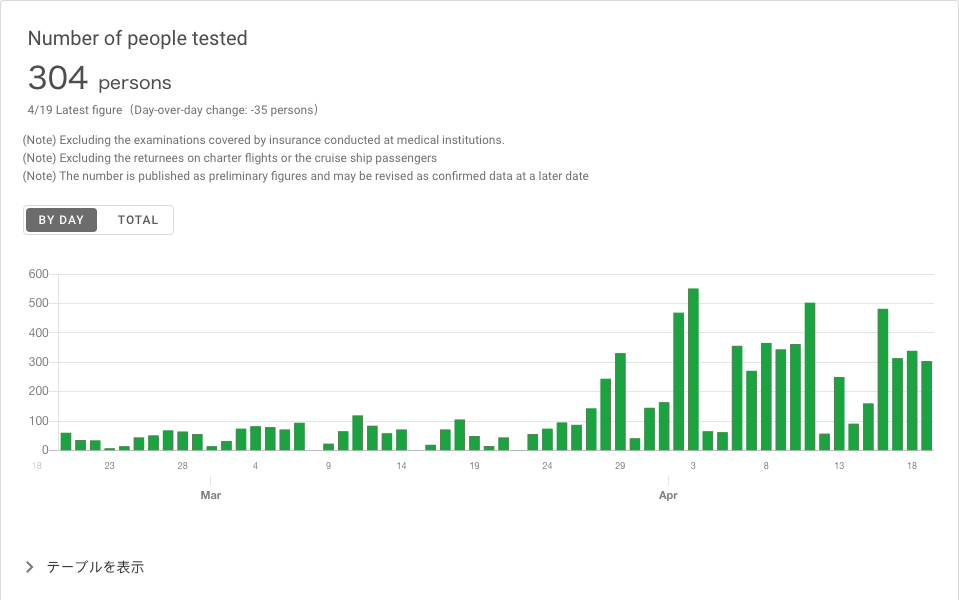 Number of people tested
304 persons
4/19 Latest figure（Day-over-day change: -35 persons）
(Note) Excluding the examinations covered by insurance conducted at medical institutions.
(Note) Excluding the returnees on charter flights or the cruise ship passengers
(Note) The number is published as preliminary figures and may be revised as confirmed data at a later date
BY DAY TOTAL
600
500
400
300
200
100
0
18 23 28 4 9 14 19 24 29 3 8 13 18
Mar Apr
テーブルを表示